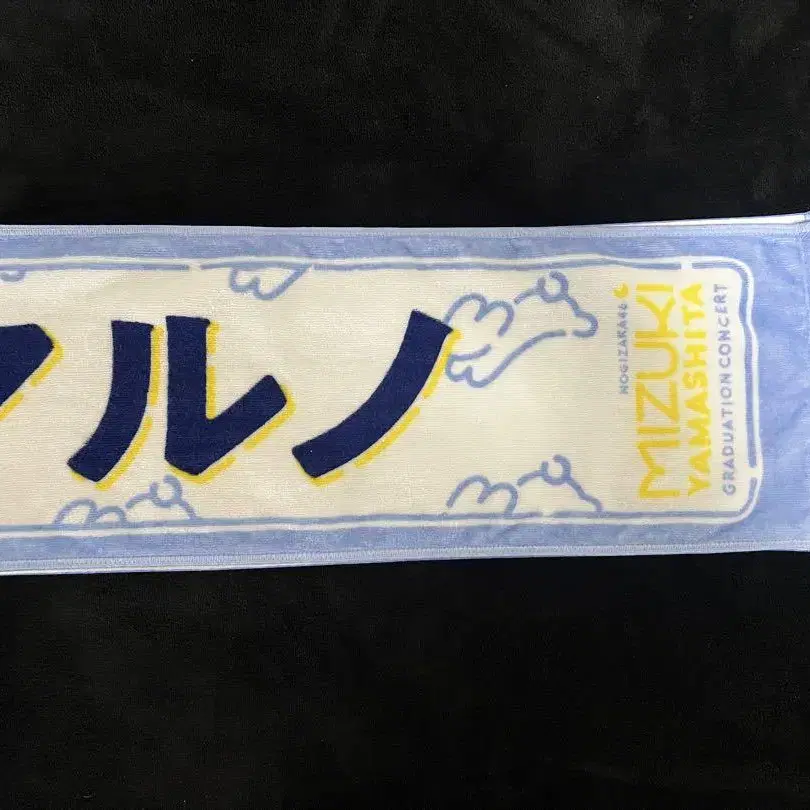 ルノ
NOGIZAKA46
MIZUKI
YAMASHITA
GRADUATION CONCERT